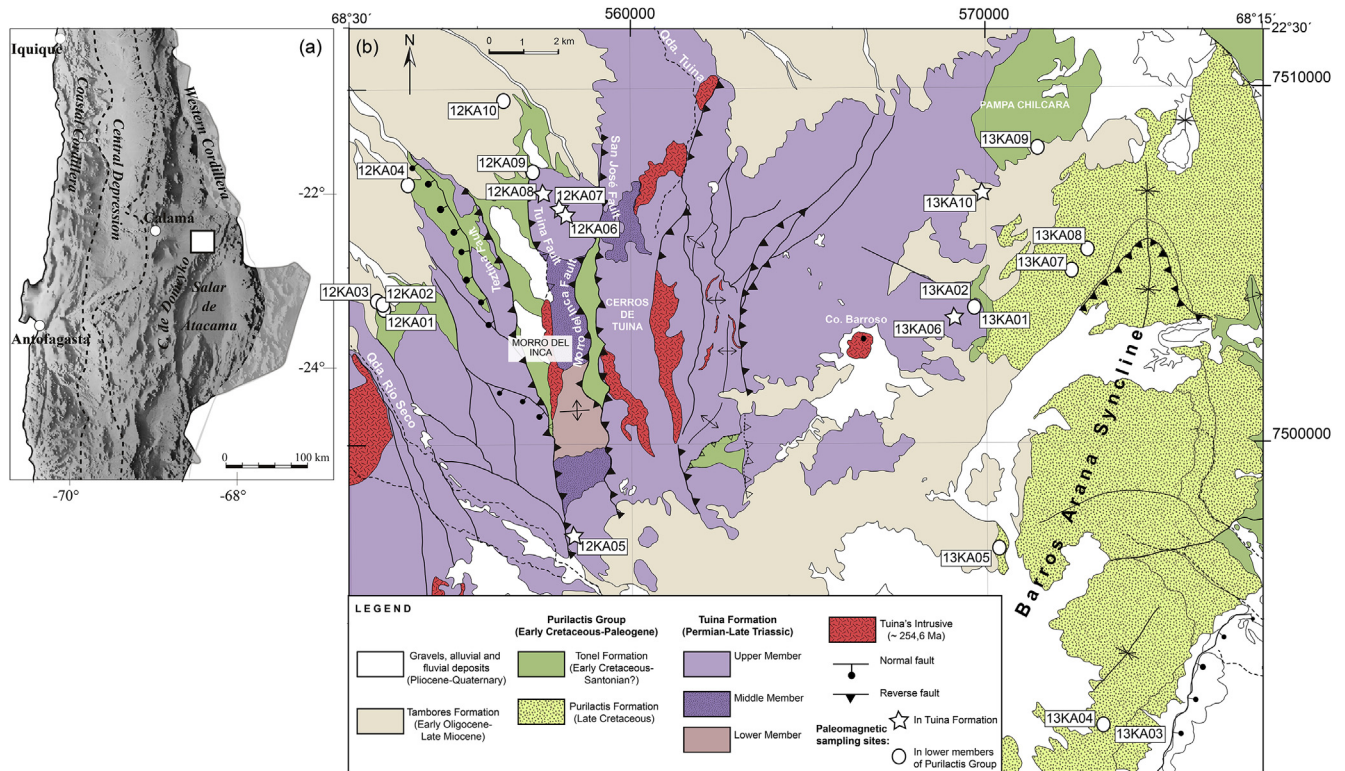 (a)
Iquique
Coastal Cordillera
Central Depression
Western Cordillera
Calama
C. de Domeyko
Salar
de
Atacama
Antofagasta
-22°
-24°
-70°
-68°
0
100 km
(b)
68°30'
560000
570000
68°15'
22°30'
7510000
7500000
N
0 1 2 km
Qda. Tuina
PAMPA CHILCARA
12KA10
12KA09
12KA04
12KA08
12KA07
12KA06
San José Fault
Tuina Fault
12KA03
12KA02
12KA01
Morro del Inca Fault
CERROS
DE
TUINA
MORRO DEL
INCA
Qda. Río Seco
12KA05
Co. Barroso
13KA09
13KA10
13KA08
13KA07
13KA02
13KA01
13KA06
13KA05
13KA04
13KA03
Barros Arana Syncline
LEGEND
Gravels, alluvial and
fluvial deposits
(Pliocene-Quaternary)
Tambores Formation
(Early Oligocene-
Late Miocene)
Purilactis Group
(Early Cretaceous-Paleogene)
Tonel Formation
(Early Cretaceous-
Santonian?)
Purilactis Formation
(Late Cretaceous)
Tuina Formation
(Permian-Late Triassic)
Upper Member
Middle Member
Lower Member
Tuina's Intrusive
(~ 254,6 Ma)
Normal fault
Reverse fault
Paleomagnetic
sampling sites:
In Tuina Formation
In lower members
of Purilactis Group